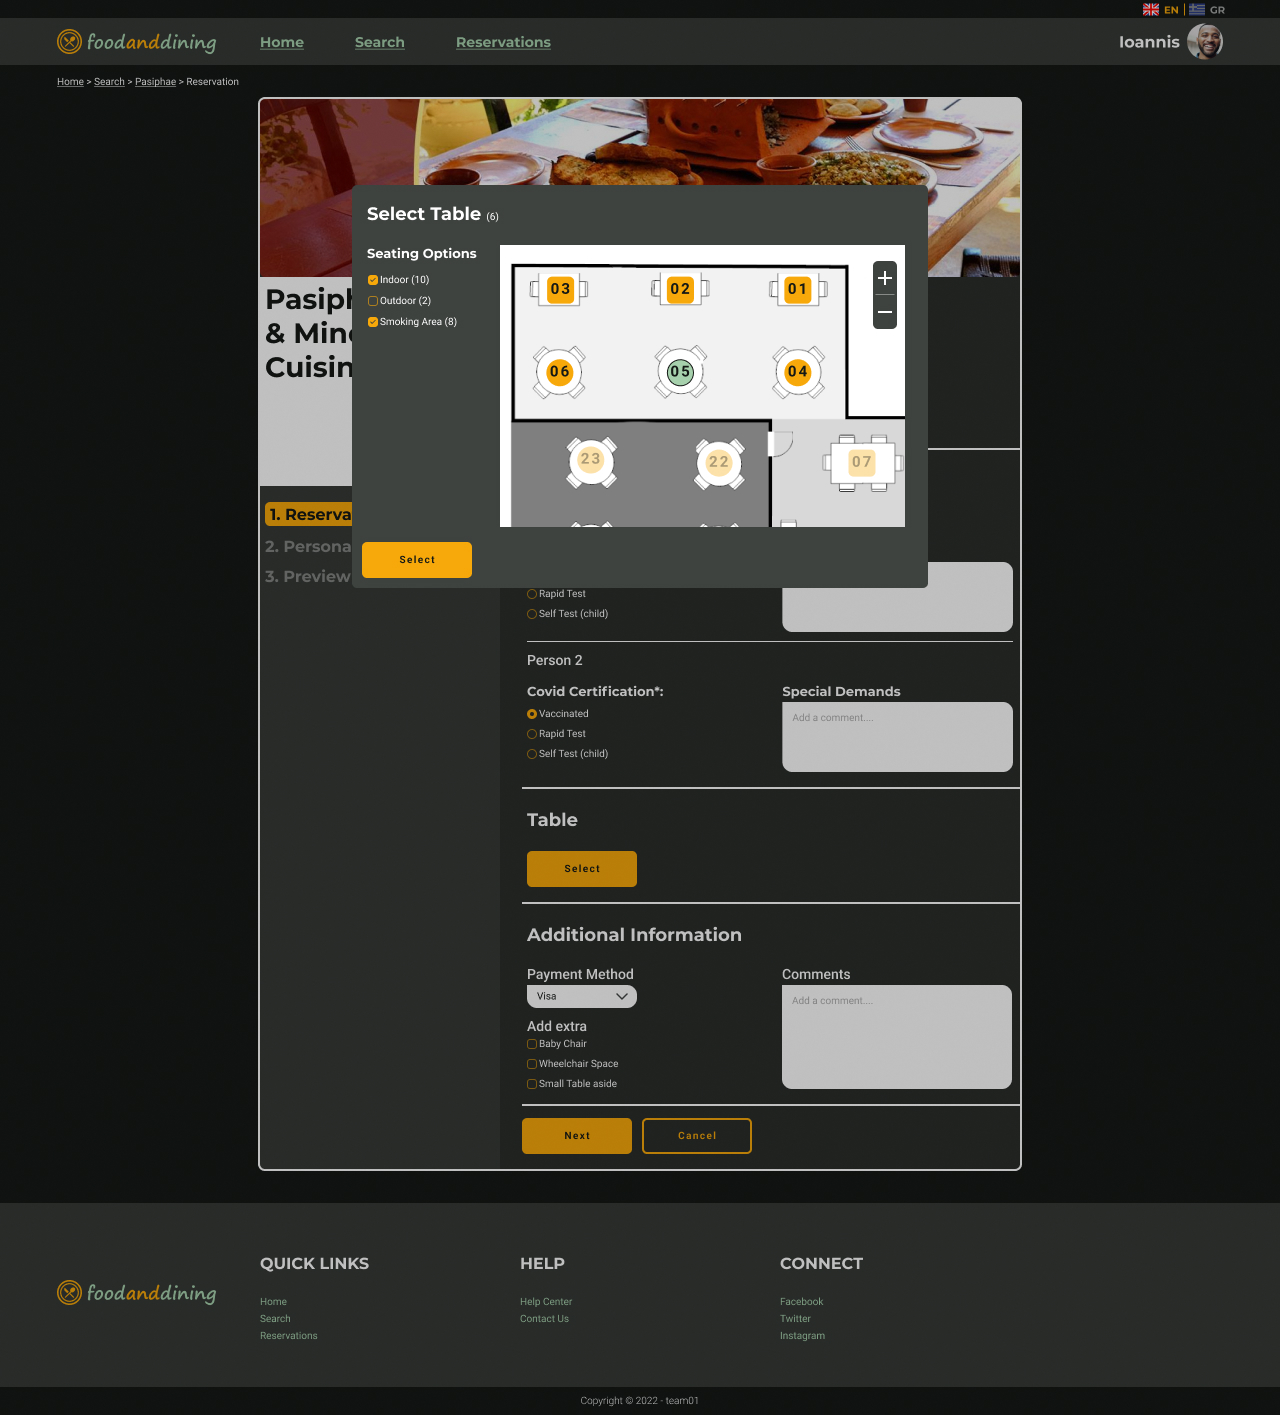 EN | GR
foodanddining Home Search Reservations Ioannis
Home > Search > Pasiphae > Reservation
Select Table (6)
Seating Options
Indoor (10)
Outdoor (2)
Smoking Area (8)
03 02 01
06 05 04
23 22 07
Select
& Min
1. Reserva
2. Persona
3. Preview
Rapid Test
Self Test (child)
Person 2
Covid Certification*:
Vaccinated
Rapid Test
Self Test (child)
Special Demands
Add a comment....
Table
Select
Additional Information
Payment Method
Visa
Add extra
Baby Chair
Wheelchair Space
Small Table aside
Comments
Add a comment....
Next Cancel
foodanddining
QUICK LINKS
Home
Search
Reservations
HELP
Help Center
Contact Us
CONNECT
Facebook
Twitter
Instagram
Copyright © 2022 - team01